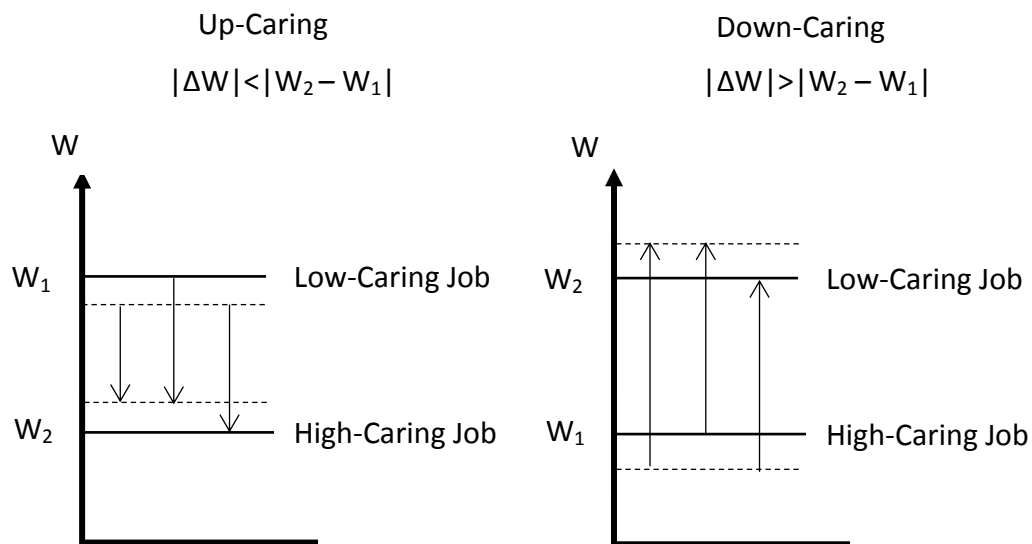 Up-Caring
|ΔW|<|W₂ – W₁|
W
W₁
Low-Caring Job
W₂
High-Caring Job
Down-Caring
|ΔW|>|W₂ – W₁|
W
W₂
Low-Caring Job
W₁
High-Caring Job